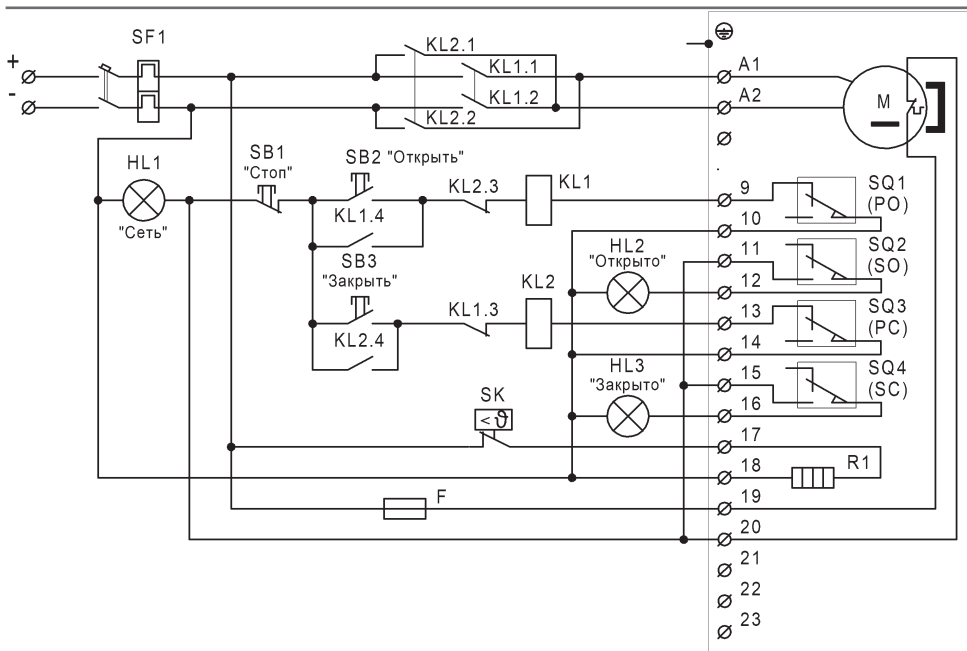 SF1
+
-
KL2.1
KL1.1
KL1.2
KL2.2
A1
A2
M
HL1
"Сеть"
SB1
"Стоп"
SB2 "Открыть"
KL1.4
KL2.3
KL1
SB3
"Закрыть"
KL2.4
KL1.3
KL2
HL2
"Открыто"
HL3
"Закрыто"
SK
<ϑ
F
9
10
11
12
13
14
15
16
17
18
19
20
21
22
23
SQ1
(PO)
SQ2
(SO)
SQ3
(PC)
SQ4
(SC)
R1